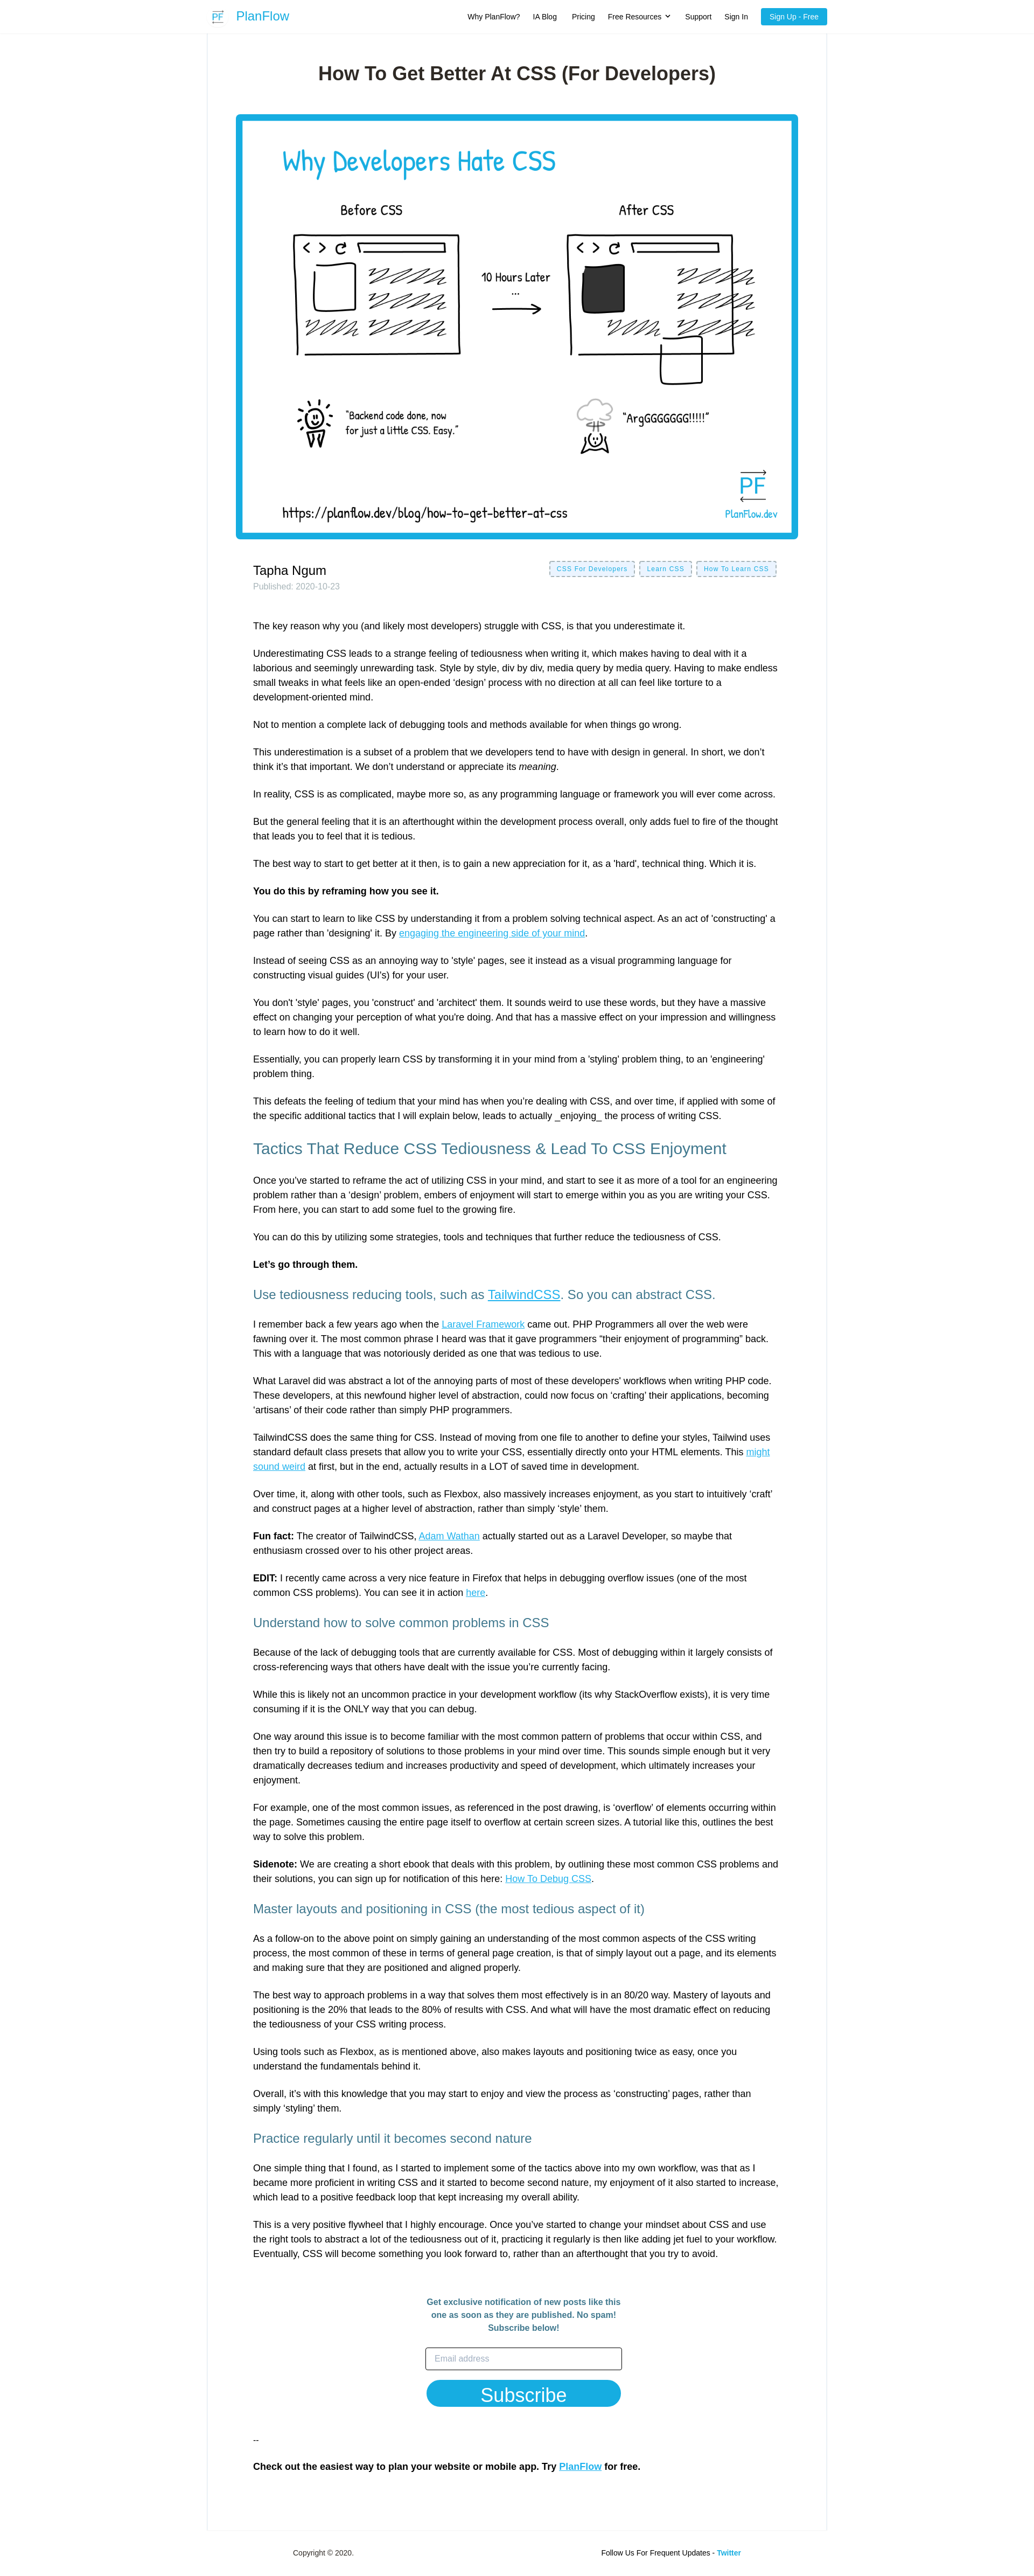 PF PlanFlow Why PlanFlow? IA Blog Pricing Free Resources Support Sign In Sign Up - Free
How To Get Better At CSS (For Developers)
Why Developers Hate CSS
Before CSS After CSS
10 Hours Later
...
"Backend code done, now
for just a little CSS. Easy."
"ArgGGGGGGG!!!!!"
PF
https://planflow.dev/blog/how-to-get-better-at-css
PlanFlow.dev
Tapha Ngum
Published: 2020-10-23
CSS For Developers Learn CSS How To Learn CSS
The key reason why you (and likely most developers) struggle with CSS, is that you underestimate it.
Underestimating CSS leads to a strange feeling of tediousness when writing it, which makes having to deal with it a
laborious and seemingly unrewarding task. Style by style, div by div, media query by media query. Having to make endless
small tweaks in what feels like an open-ended ‘design’ process with no direction at all can feel like torture to a
development-oriented mind.
Not to mention a complete lack of debugging tools and methods available for when things go wrong.
This underestimation is a subset of a problem that we developers tend to have with design in general. In short, we don’t
think it’s that important. We don’t understand or appreciate its meaning.
In reality, CSS is as complicated, maybe more so, as any programming language or framework you will ever come across.
But the general feeling that it is an afterthought within the development process overall, only adds fuel to fire of the thought
that leads you to feel that it is tedious.
The best way to start to get better at it then, is to gain a new appreciation for it, as a 'hard', technical thing. Which it is.
You do this by reframing how you see it.
You can start to learn to like CSS by understanding it from a problem solving technical aspect. As an act of 'constructing' a
page rather than 'designing' it. By engaging the engineering side of your mind.
Instead of seeing CSS as an annoying way to 'style' pages, see it instead as a visual programming language for
constructing visual guides (UI's) for your user.
You don't 'style' pages, you 'construct' and 'architect' them. It sounds weird to use these words, but they have a massive
effect on changing your perception of what you're doing. And that has a massive effect on your impression and willingness
to learn how to do it well.
Essentially, you can properly learn CSS by transforming it in your mind from a 'styling' problem thing, to an 'engineering'
problem thing.
This defeats the feeling of tedium that your mind has when you’re dealing with CSS, and over time, if applied with some of
the specific additional tactics that I will explain below, leads to actually _enjoying_ the process of writing CSS.
Tactics That Reduce CSS Tediousness & Lead To CSS Enjoyment
Once you’ve started to reframe the act of utilizing CSS in your mind, and start to see it as more of a tool for an engineering
problem rather than a ‘design’ problem, embers of enjoyment will start to emerge within you as you are writing your CSS.
From here, you can start to add some fuel to the growing fire.
You can do this by utilizing some strategies, tools and techniques that further reduce the tediousness of CSS.
Let’s go through them.
Use tediousness reducing tools, such as TailwindCSS. So you can abstract CSS.
I remember back a few years ago when the Laravel Framework came out. PHP Programmers all over the web were
fawning over it. The most common phrase I heard was that it gave programmers “their enjoyment of programming” back.
This with a language that was notoriously derided as one that was tedious to use.
What Laravel did was abstract a lot of the annoying parts of most of these developers' workflows when writing PHP code.
These developers, at this newfound higher level of abstraction, could now focus on ‘crafting’ their applications, becoming
‘artisans’ of their code rather than simply PHP programmers.
TailwindCSS does the same thing for CSS. Instead of moving from one file to another to define your styles, Tailwind uses
standard default class presets that allow you to write your CSS, essentially directly onto your HTML elements. This might
sound weird at first, but in the end, actually results in a LOT of saved time in development.
Over time, it, along with other tools, such as Flexbox, also massively increases enjoyment, as you start to intuitively ‘craft’
and construct pages at a higher level of abstraction, rather than simply ‘style’ them.
Fun fact: The creator of TailwindCSS, Adam Wathan actually started out as a Laravel Developer, so maybe that
enthusiasm crossed over to his other project areas.
EDIT: I recently came across a very nice feature in Firefox that helps in debugging overflow issues (one of the most
common CSS problems). You can see it in action here.
Understand how to solve common problems in CSS
Because of the lack of debugging tools that are currently available for CSS. Most of debugging within it largely consists of
cross-referencing ways that others have dealt with the issue you’re currently facing.
While this is likely not an uncommon practice in your development workflow (its why StackOverflow exists), it is very time
consuming if it is the ONLY way that you can debug.
One way around this issue is to become familiar with the most common pattern of problems that occur within CSS, and
then try to build a repository of solutions to those problems in your mind over time. This sounds simple enough but it very
dramatically decreases tedium and increases productivity and speed of development, which ultimately increases your
enjoyment.
For example, one of the most common issues, as referenced in the post drawing, is ‘overflow’ of elements occurring within
the page. Sometimes causing the entire page itself to overflow at certain screen sizes. A tutorial like this, outlines the best
way to solve this problem.
Sidenote: We are creating a short ebook that deals with this problem, by outlining these most common CSS problems and
their solutions, you can sign up for notification of this here: How To Debug CSS.
Master layouts and positioning in CSS (the most tedious aspect of it)
As a follow-on to the above point on simply gaining an understanding of the most common aspects of the CSS writing
process, the most common of these in terms of general page creation, is that of simply layout out a page, and its elements
and making sure that they are positioned and aligned properly.
The best way to approach problems in a way that solves them most effectively is in an 80/20 way. Mastery of layouts and
positioning is the 20% that leads to the 80% of results with CSS. And what will have the most dramatic effect on reducing
the tediousness of your CSS writing process.
Using tools such as Flexbox, as is mentioned above, also makes layouts and positioning twice as easy, once you
understand the fundamentals behind it.
Overall, it’s with this knowledge that you may start to enjoy and view the process as ‘constructing’ pages, rather than
simply ‘styling’ them.
Practice regularly until it becomes second nature
One simple thing that I found, as I started to implement some of the tactics above into my own workflow, was that as I
became more proficient in writing CSS and it started to become second nature, my enjoyment of it also started to increase,
which lead to a positive feedback loop that kept increasing my overall ability.
This is a very positive flywheel that I highly encourage. Once you’ve started to change your mindset about CSS and use
the right tools to abstract a lot of the tediousness out of it, practicing it regularly is then like adding jet fuel to your workflow.
Eventually, CSS will become something you look forward to, rather than an afterthought that you try to avoid.
Get exclusive notification of new posts like this
one as soon as they are published. No spam!
Subscribe below!
Email address
Subscribe
--
Check out the easiest way to plan your website or mobile app. Try PlanFlow for free.
Copyright © 2020. Follow Us For Frequent Updates - Twitter